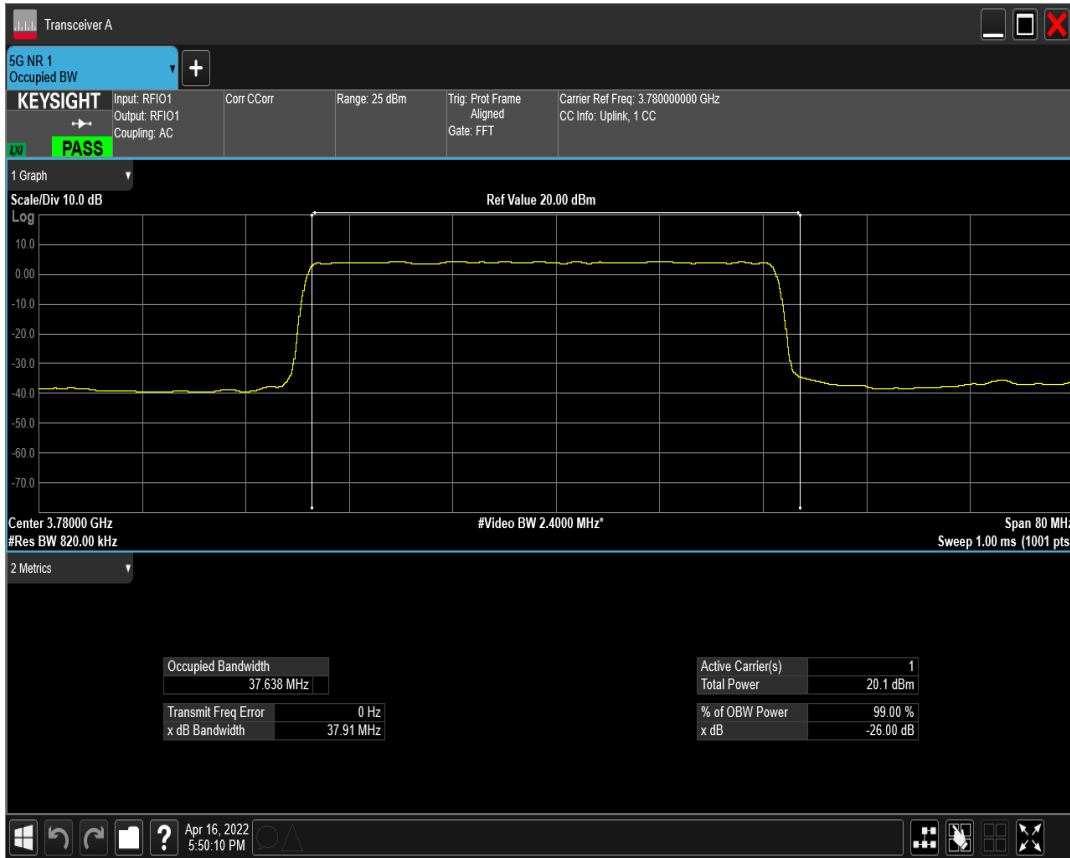 Transceiver A
5G NR 1
Occupied BW
+
KEYSIGHT
LXI
PASS
Input: RFIO1
Output: RFIO1
Coupling: AC
Corr CCorr
Range: 25 dBm
Trig: Prot Frame
Aligned
Gate: FFT
Carrier Ref Freq: 3.780000000 GHz
CC Info: Uplink, 1 CC
1 Graph
Scale/Div 10.0 dB
Ref Value 20.00 dBm
Log
10.0
0.00
-10.0
-20.0
-30.0
-40.0
-50.0
-60.0
-70.0
Center 3.78000 GHz
#Video BW 2.4000 MHz*
Span 80 MHz
#Res BW 820.00 kHz
Sweep 1.00 ms (1001 pts
2 Metrics
Occupied Bandwidth
37.638 MHz
Transmit Freq Error 0 Hz
x dB Bandwidth 37.91 MHz
Active Carrier(s) 1
Total Power 20.1 dBm
% of OBW Power 99.00 %
x dB -26.00 dB
?
Apr 16, 2022
5:50:10 PM